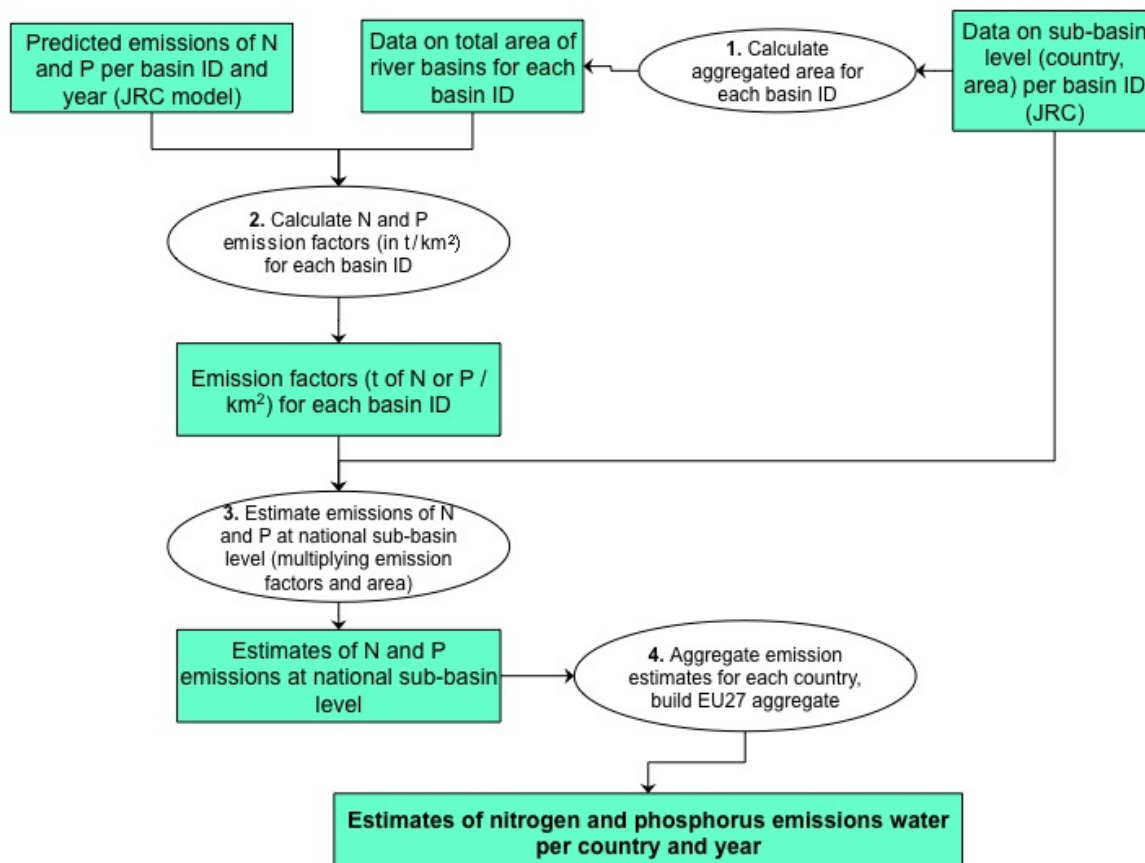 Predicted emissions of N
and P per basin ID and
year (JRC model)
Data on total area of
river basins for each
basin ID
1. Calculate
aggregated area for
each basin ID
Data on sub-basin
level (country,
area) per basin ID
(JRC)
2. Calculate N and P
emission factors (in t/km²)
for each basin ID
Emission factors (t of N or P /
km²) for each basin ID
3. Estimate emissions of N
and P at national sub-basin
level (multiplying emission
factors and area)
Estimates of N and P
emissions at national sub-basin
level
4. Aggregate emission
estimates for each country,
build EU27 aggregate
Estimates of nitrogen and phosphorus emissions water
per country and year